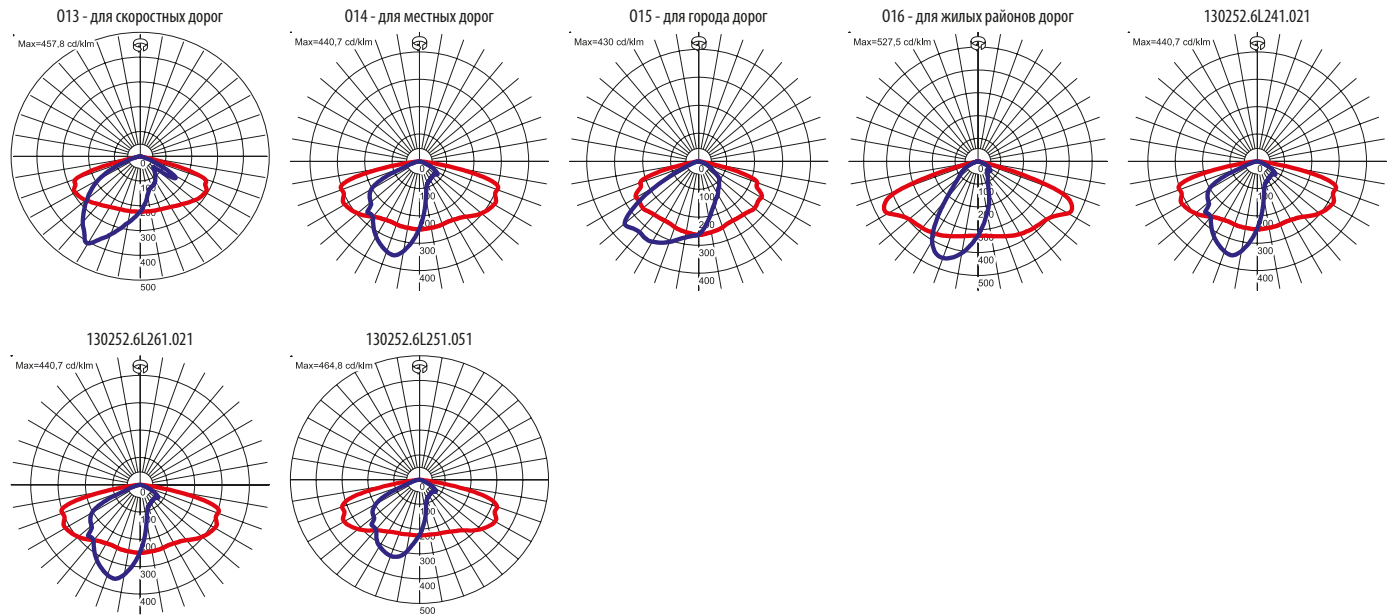 O13 - для скоростных дорог
Max=457,8 cd/klm
0
100
200
300
400
500
O14 - для местных дорог
Max=440,7 cd/klm
0
100
200
300
400
O15 - для города дорог
Max=430 cd/klm
0
100
200
300
400
O16 - для жилых районов дорог
Max=527,5 cd/klm
0
100
200
300
400
500
130252.6L241.021
Max=440,7 cd/klm
0
100
200
300
400
130252.6L261.021
Max=440,7 cd/klm
0
100
200
300
400
130252.6L251.051
Max=464,8 cd/klm
0
100
200
300
400
500